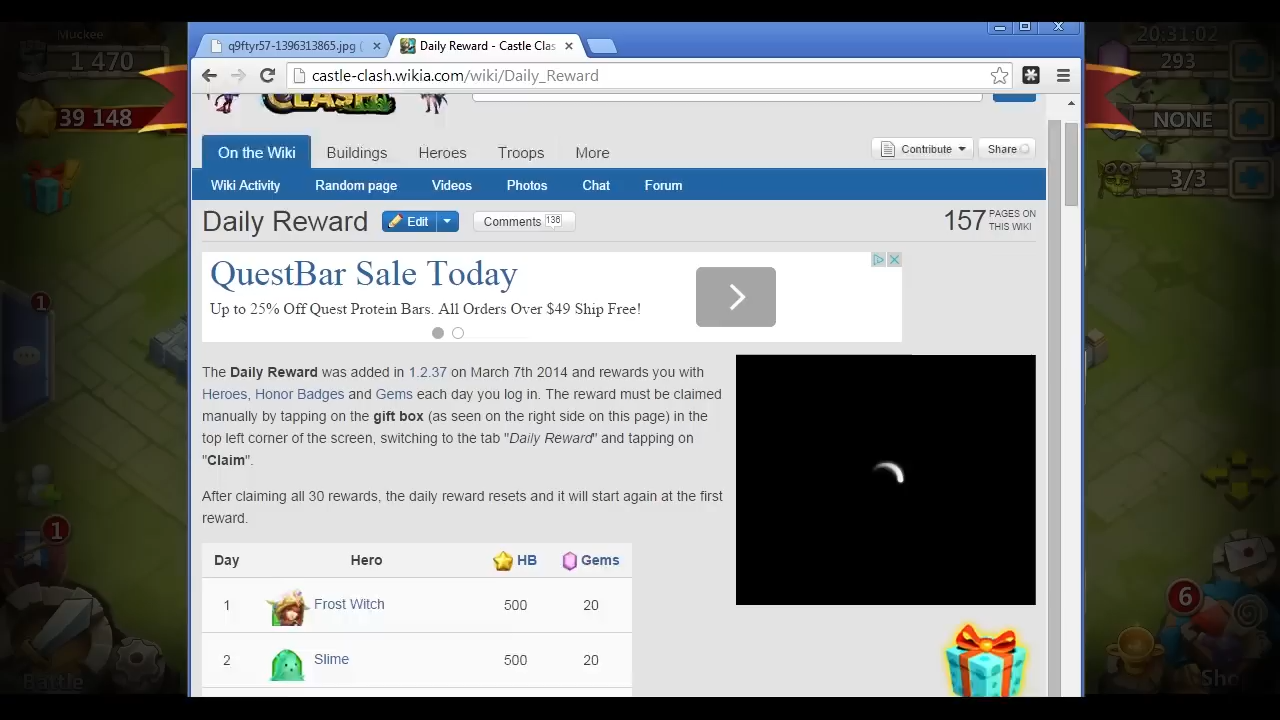 Muckee
1 470
39 148
20:31:02
293
NONE
3/3
q9ftyr57-1396313865.jpg (
Daily Reward - Castle Clas
castle-clash.wikia.com/wiki/Daily_Reward
CLASH
On the Wiki Buildings Heroes Troops More
Contribute Share
Wiki Activity Random page Videos Photos Chat Forum
Daily Reward Edit Comments 136
157 PAGES ON
THIS WIKI
QuestBar Sale Today
Up to 25% Off Quest Protein Bars. All Orders Over $49 Ship Free!
The Daily Reward was added in 1.2.37 on March 7th 2014 and rewards you with
Heroes, Honor Badges and Gems each day you log in. The reward must be claimed
manually by tapping on the gift box (as seen on the right side on this page) in the
top left corner of the screen, switching to the tab "Daily Reward" and tapping on
"Claim".
After claiming all 30 rewards, the daily reward resets and it will start again at the first
reward.
Day Hero HB Gems
1 Frost Witch 500 20
2 Slime 500 20
1
1
6
Battle